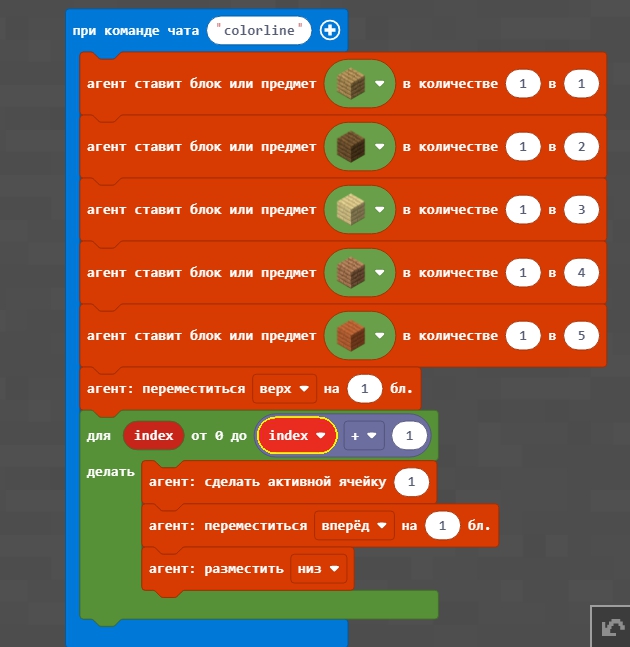 при команде чата "colorline"
агент ставит блок или предмет в количестве 1 в 1
агент ставит блок или предмет в количестве 1 в 2
агент ставит блок или предмет в количестве 1 в 3
агент ставит блок или предмет в количестве 1 в 4
агент ставит блок или предмет в количестве 1 в 5
агент: переместиться верх на 1 бл.
для index от 0 до index + 1
делать
агент: сделать активной ячейку 1
агент: переместиться вперёд на 1 бл.
агент: разместить низ